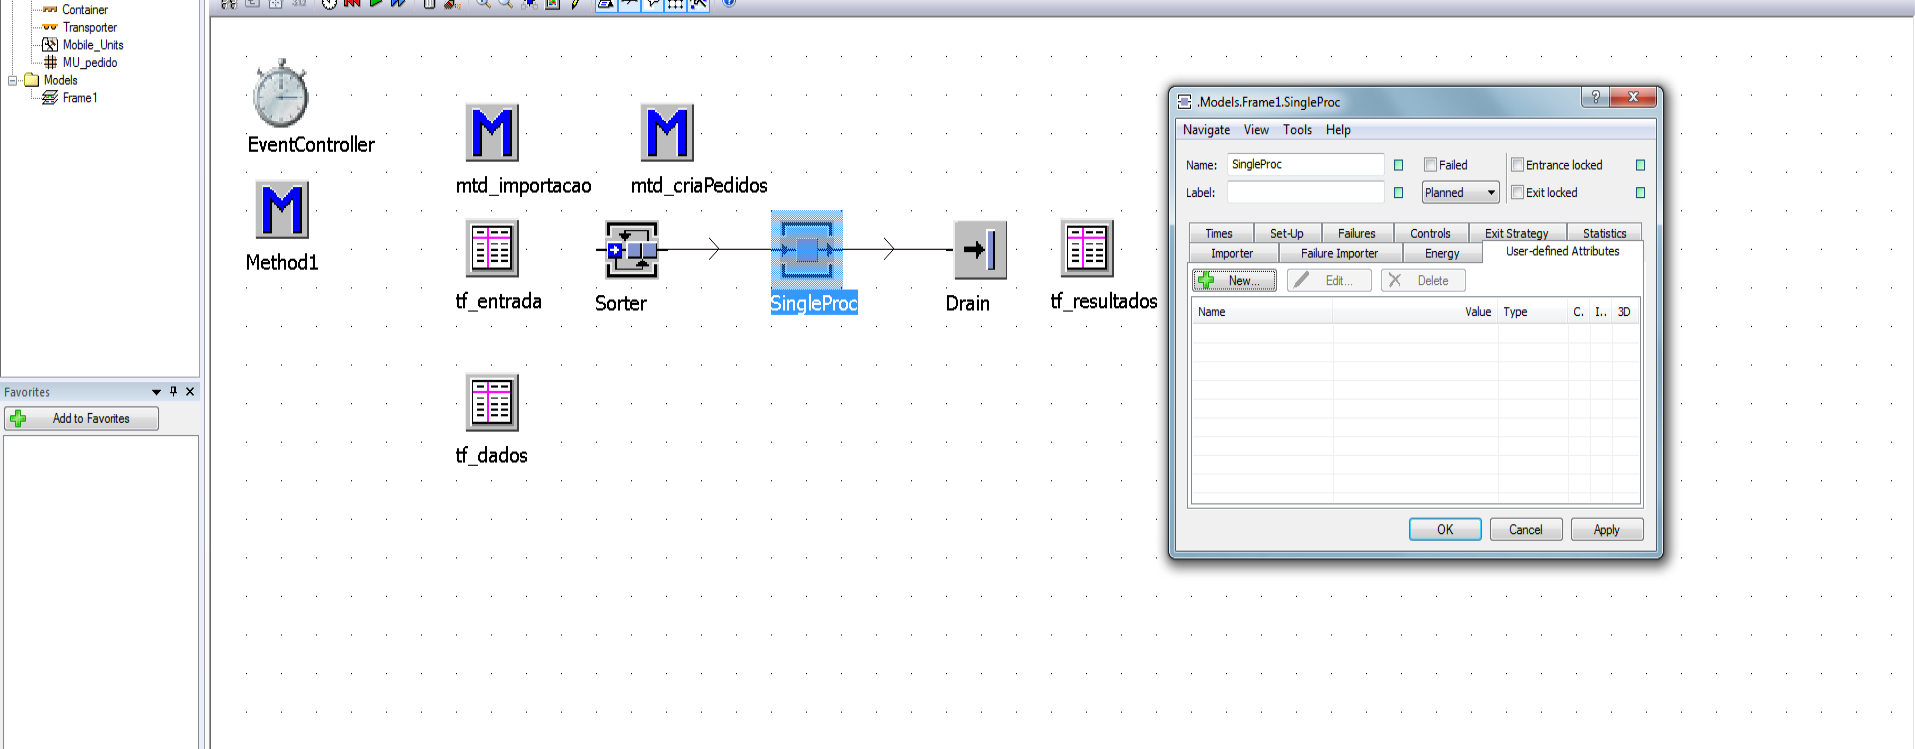 Container
Transporter
Mobile_Units
MU_pedido
Models
Frame1
Favorites
Add to Favorites
EventController
Method1
mtd_importacao
mtd_criaPedidos
tf_entrada
Sorter
SingleProc
Drain
tf_resultados
tf_dados
.Models.Frame1.SingleProc
Navigate View Tools Help
Name: SingleProc Failed Entrance locked
Label: Planned Exit locked
Times Set-Up Failures Controls Exit Strategy Statistics
Importer Failure Importer Energy User-defined Attributes
New... Edit... Delete
Name Value Type C. I.. 3D
OK Cancel Apply